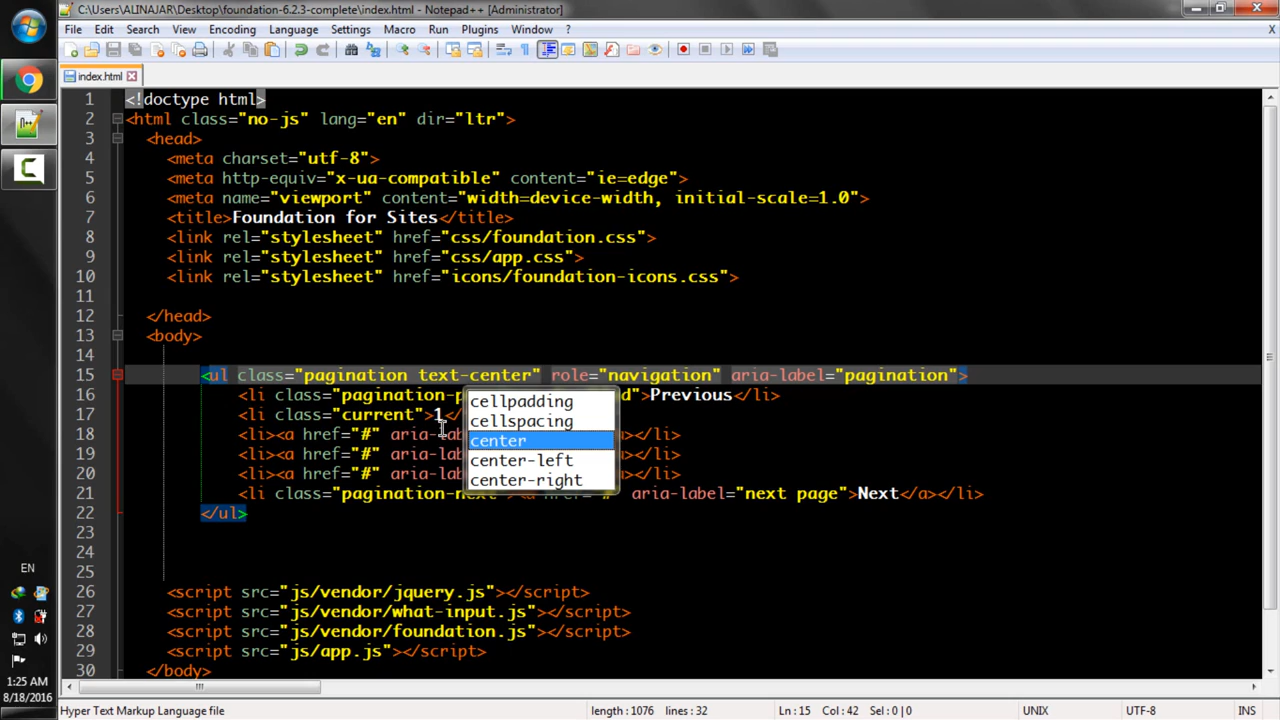 C:\Users\ALINAJAR\Desktop\foundation-6.2.3-complete\index.html - Notepad++ [Administrator]
File Edit Search View Encoding Language Settings Macro Run Plugins Window ? X
index.html
1 <!doctype html>
2 <html class="no-js" lang="en" dir="ltr">
3 <head>
4 <meta charset="utf-8">
5 <meta http-equiv="x-ua-compatible" content="ie=edge">
6 <meta name="viewport" content="width=device-width, initial-scale=1.0">
7 <title>Foundation for Sites</title>
8 <link rel="stylesheet" href="css/foundation.css">
9 <link rel="stylesheet" href="css/app.css">
10 <link rel="stylesheet" href="icons/foundation-icons.css">
11
12 </head>
13 <body>
14
15 <ul class="pagination text-center" role="navigation" aria-label="pagination">
16 <li class="pagination-p d">Previous</li>
17 <li class="current">1</
18 <li><a href="#" aria-lab a></li>
19 <li><a href="#" aria-lab a></li>
20 <li><a href="#" aria-lab a></li>
21 <li class="pagination-next"><a href="#" aria-label="next page">Next</a></li>
22 </ul>
23
24
25
26 <script src="js/vendor/jquery.js"></script>
27 <script src="js/vendor/what-input.js"></script>
28 <script src="js/vendor/foundation.js"></script>
29 <script src="js/app.js"></script>
30 </body>
cellpadding
cellspacing
center
center-left
center-right
EN
1:25 AM
8/18/2016
Hyper Text Markup Language file length : 1076 lines : 32 Ln : 15 Col : 42 Sel : 0 | 0 UNIX UTF-8 INS